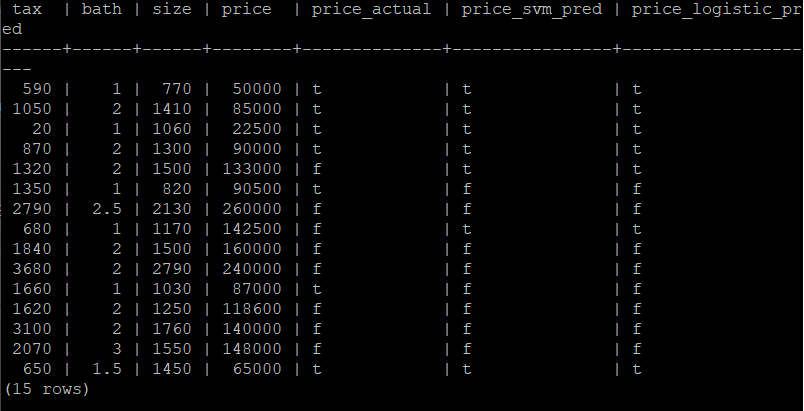 tax  | bath | size | price  | price_actual | price_svm_pred | price_logistic_pr
ed
------+------+------+--------+--------------+----------------+------------------
---
  590 |    1 |  770 |  50000 | t            | t              | t
 1050 |    2 | 1410 |  85000 | t            | t              | t
   20 |    1 | 1060 |  22500 | t            | t              | t
  870 |    2 | 1300 |  90000 | t            | t              | t
 1320 |    2 | 1500 | 133000 | f            | t              | t
 1350 |    1 |  820 |  90500 | t            | f              | f
 2790 |  2.5 | 2130 | 260000 | f            | f              | f
  680 |    1 | 1170 | 142500 | f            | t              | t
 1840 |    2 | 1500 | 160000 | f            | f              | f
 3680 |    2 | 2790 | 240000 | f            | f              | f
 1660 |    1 | 1030 |  87000 | t            | f              | f
 1620 |    2 | 1250 | 118600 | f            | f              | f
 3100 |    2 | 1760 | 140000 | f            | f              | f
 2070 |    3 | 1550 | 148000 | f            | f              | f
  650 |  1.5 | 1450 |  65000 | t            | t              | t
(15 rows)